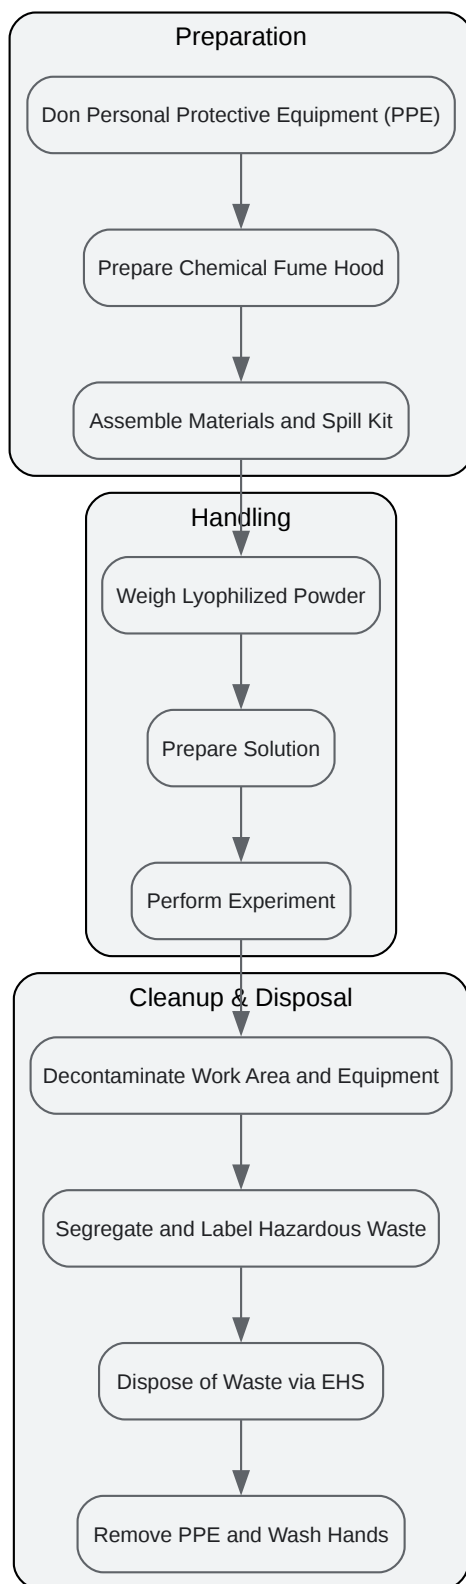 Preparation
Don Personal Protective Equipment (PPE)
Prepare Chemical Fume Hood
Assemble Materials and Spill Kit
Handling
Weigh Lyophilized Powder
Prepare Solution
Perform Experiment
Cleanup & Disposal
Decontaminate Work Area and Equipment
Segregate and Label Hazardous Waste
Dispose of Waste via EHS
Remove PPE and Wash Hands